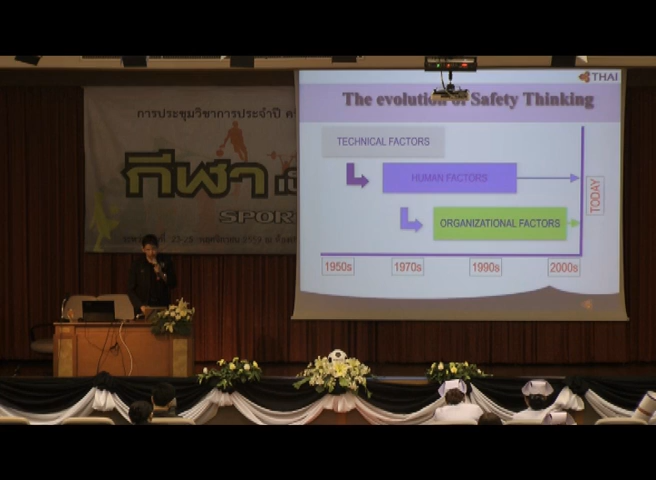 THAI
The evolution of Safety Thinking
การประชุมวิชาการประจำปี
TECHNICAL FACTORS
กีฬา
HUMAN FACTORS
TODAY
SPOR
ORGANIZATIONAL FACTORS
1950s
1970s
1990s
2000s